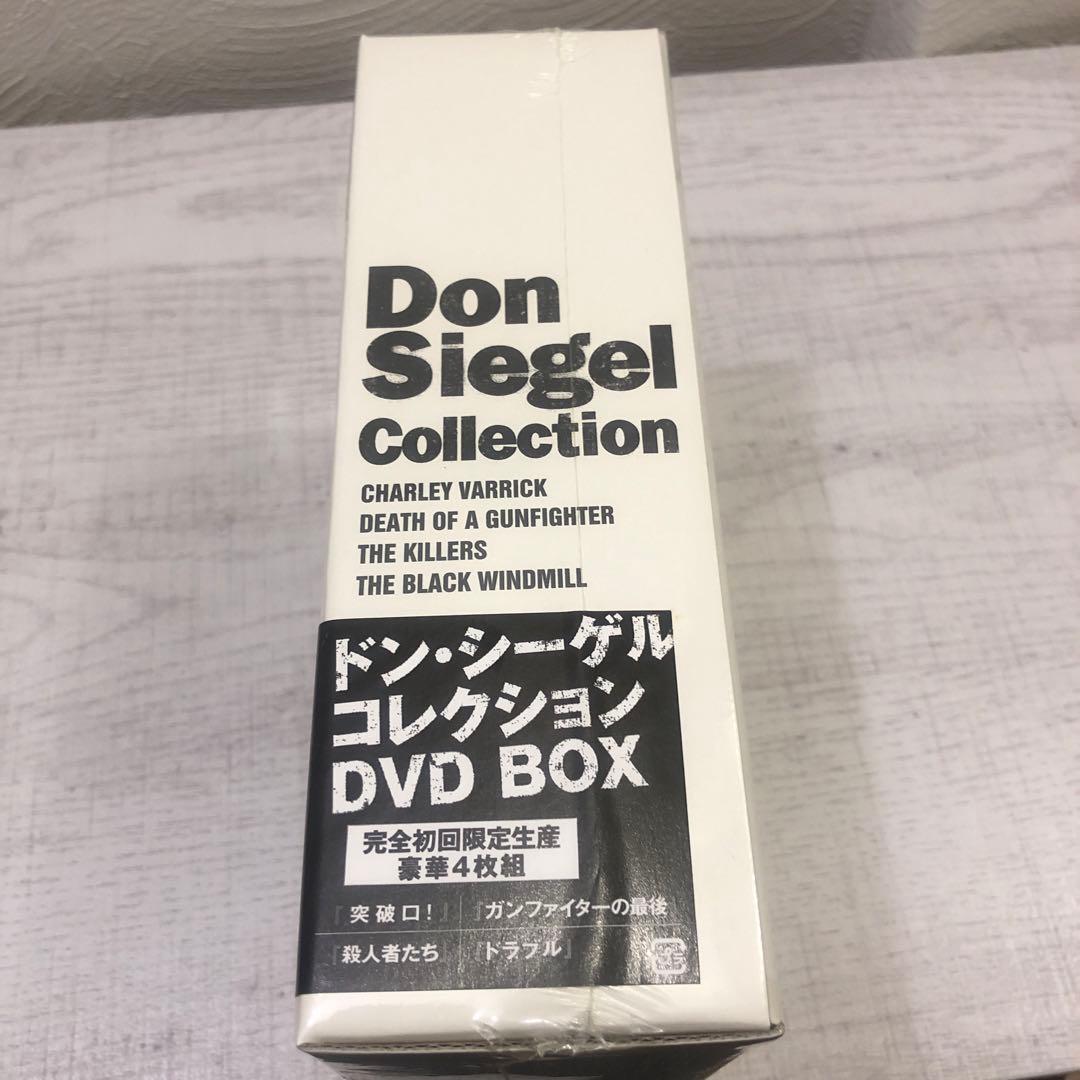 Don
Siegel
Collection
CHARLEY VARRICK
DEATH OF A GUNFIGHTER
THE KILLERS
THE BLACK WINDMILL
ドン・シーゲル
コレクション
DVD BOX
完全初回限定生産
豪華4枚組
『突破口!』『ガンファイターの最後』
『殺人者たち』『ドラブル』
プラ